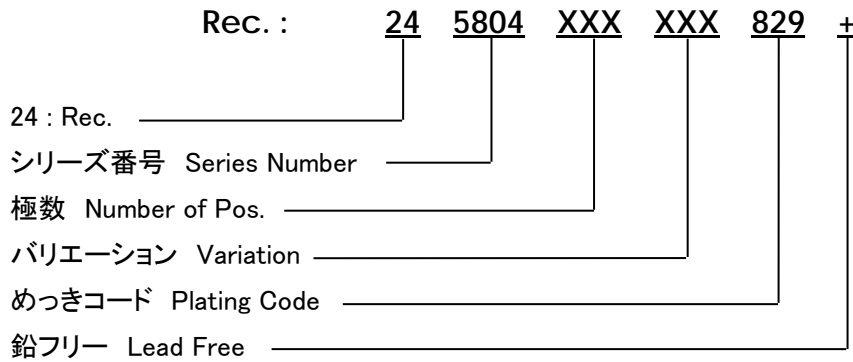 Rec. : 24 5804 XXX XXX 829 +
24 : Rec.
シリーズ番号 Series Number
極数 Number of Pos.
バリエーション Variation
めっきコード Plating Code
鉛フリー Lead Free